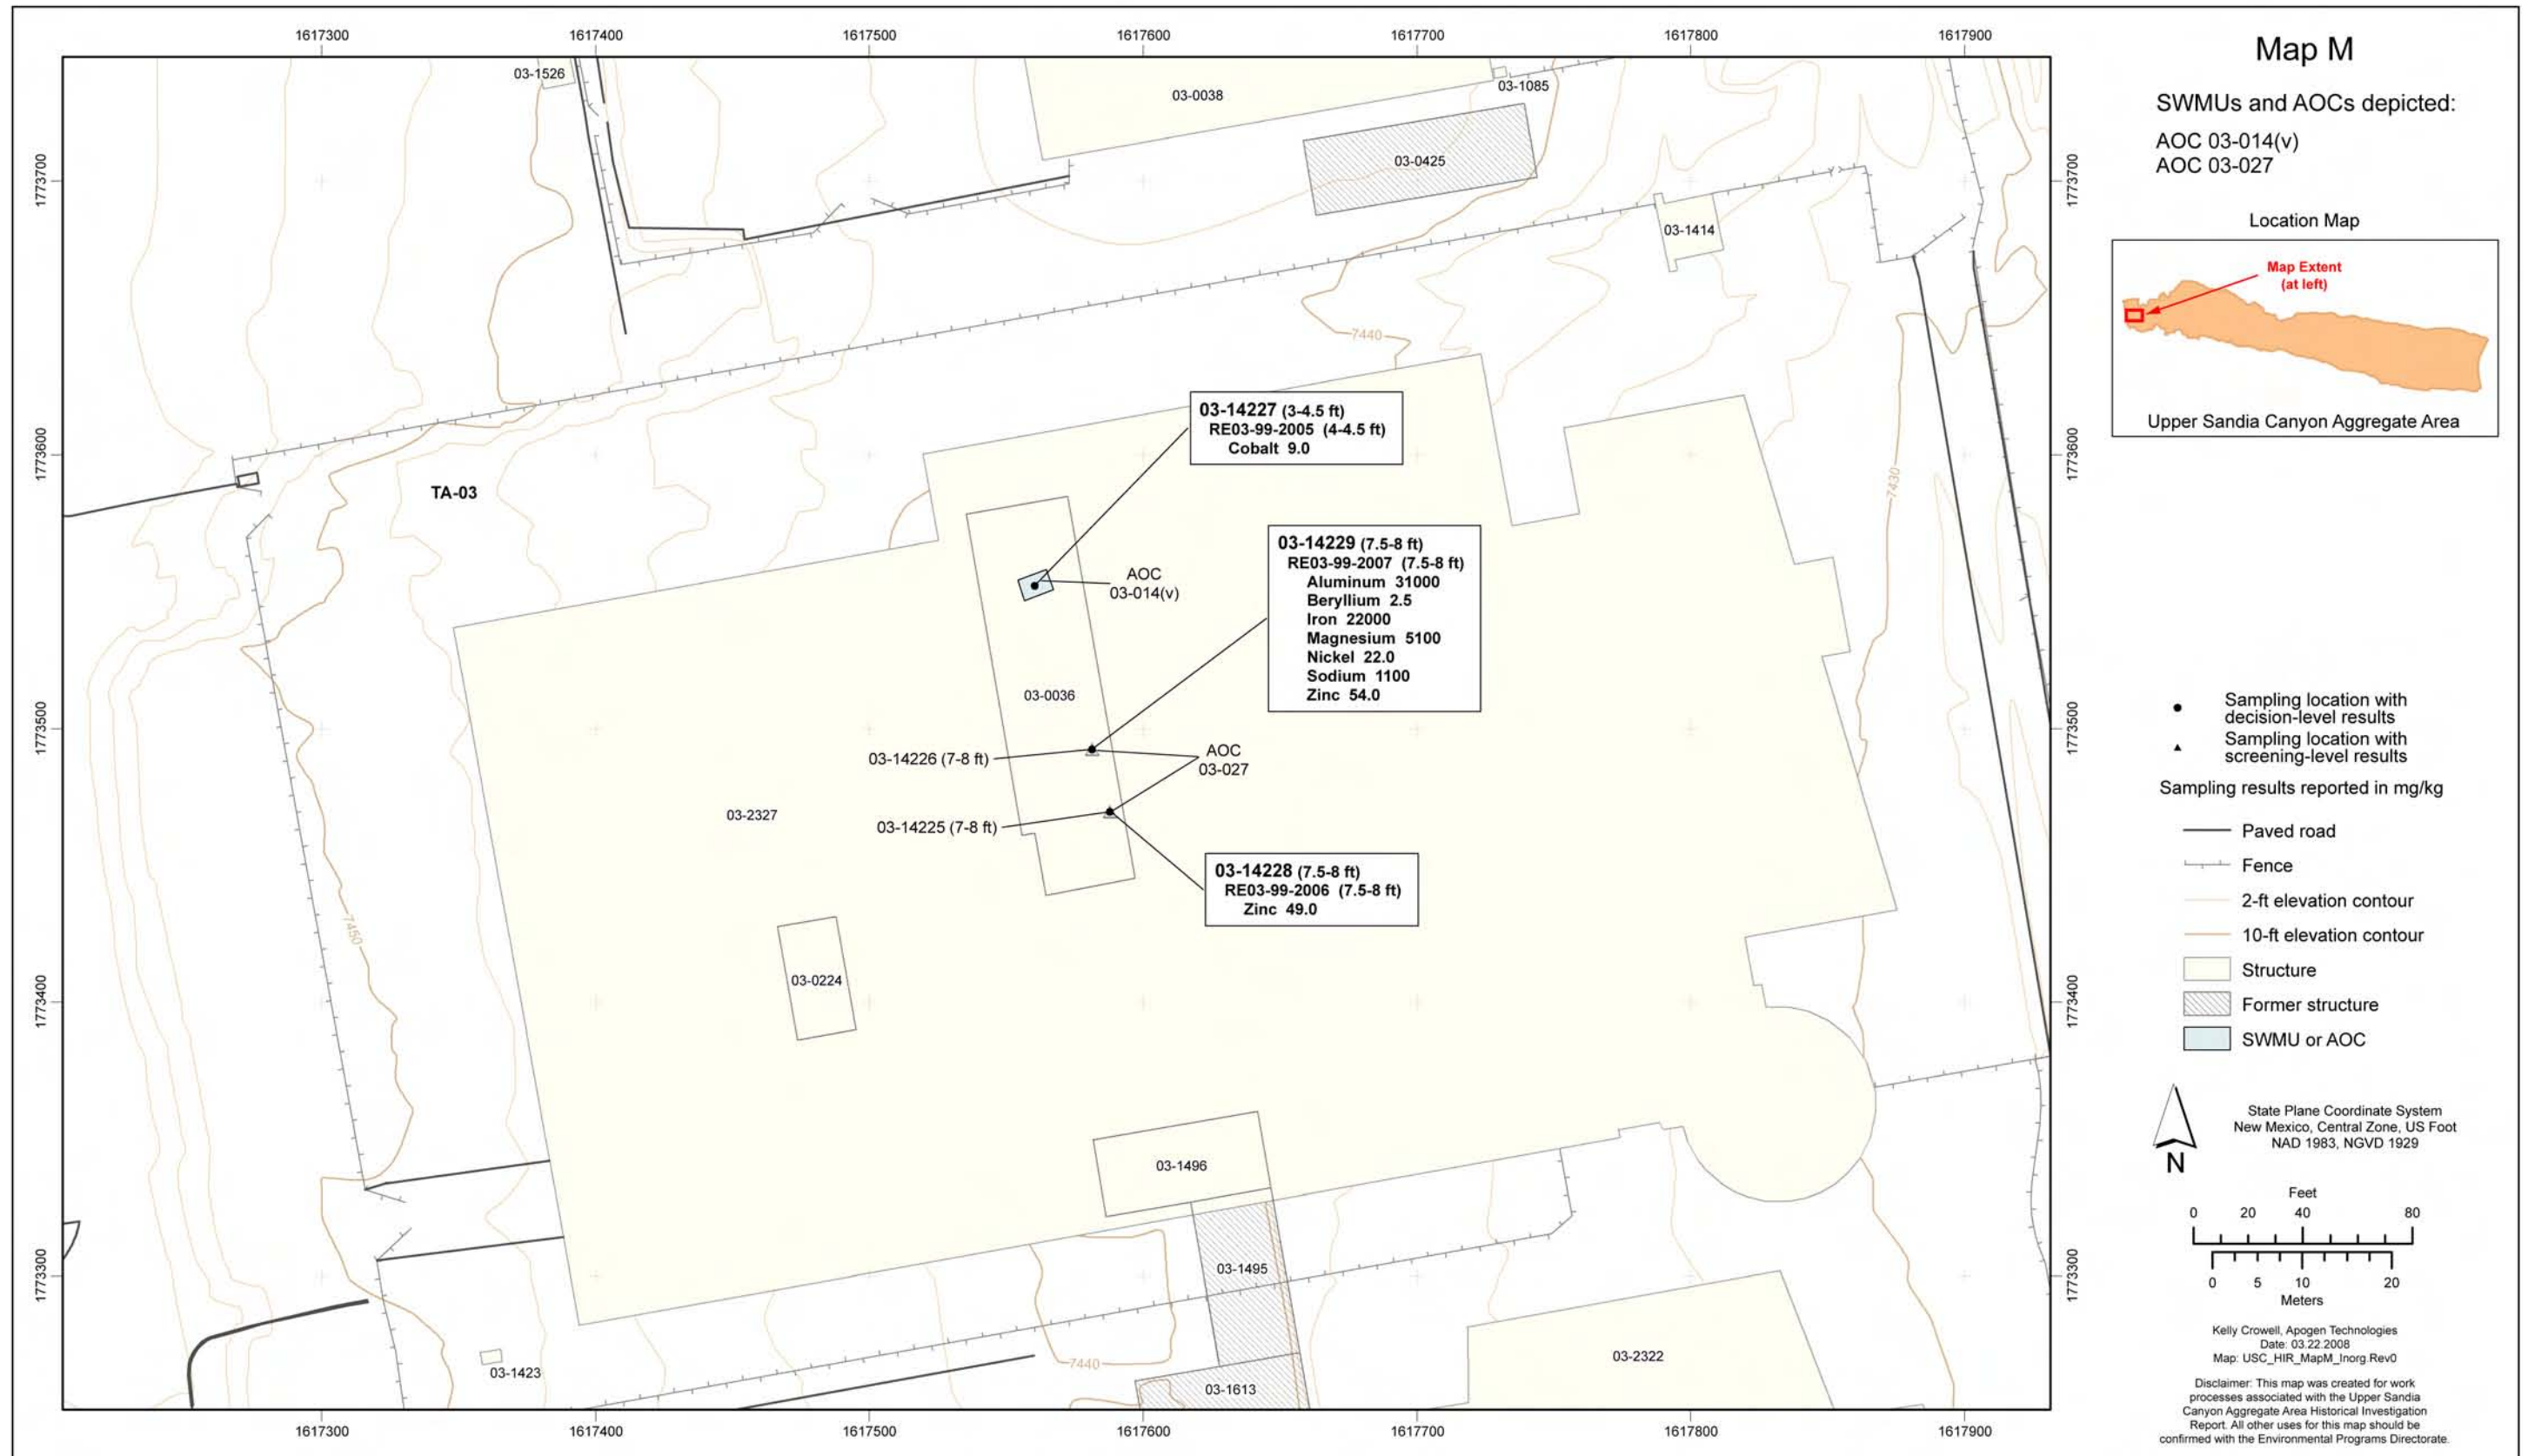 1617300 1617400 1617500 1617600 1617700 1617800 1617900
Map M
SWMUs and AOCs depicted:
AOC 03-014(v)
AOC 03-027
Location Map
Map Extent
(at left)
Upper Sandia Canyon Aggregate Area
03-1526
03-0038
03-1085
03-0425
1773700
1773700
03-1414
7440
03-14227 (3-4.5 ft)
RE03-99-2005 (4-4.5 ft)
Cobalt 9.0
1773600
1773600
TA-03
7430
03-14229 (7.5-8 ft)
RE03-99-2007 (7.5-8 ft)
Aluminum 31000
Beryllium 2.5
Iron 22000
Magnesium 5100
Nickel 22.0
Sodium 1100
Zinc 54.0
AOC
03-014(v)
03-0036
1773500
1773500
03-14226 (7-8 ft)
AOC
03-027
03-2327
03-14225 (7-8 ft)
03-14228 (7.5-8 ft)
RE03-99-2006 (7.5-8 ft)
Zinc 49.0
7450
03-0224
1773400
1773400
03-1496
03-1495
1773300
1773300
7440
03-1423
03-1613
03-2322
1617300 1617400 1617500 1617600 1617700 1617800 1617900
Sampling location with
decision-level results
Sampling location with
screening-level results
Sampling results reported in mg/kg
Paved road
Fence
2-ft elevation contour
10-ft elevation contour
Structure
Former structure
SWMU or AOC
N
State Plane Coordinate System
New Mexico, Central Zone, US Foot
NAD 1983, NGVD 1929
Feet
0 20 40 80
0 5 10 20
Meters
Kelly Crowell, Apogen Technologies
Date: 03.22.2008
Map: USC_HIR_MapM_Inorg.Rev0
Disclaimer: This map was created for work
processes associated with the Upper Sandia
Canyon Aggregate Area Historical Investigation
Report. All other uses for this map should be
confirmed with the Environmental Programs Directorate.